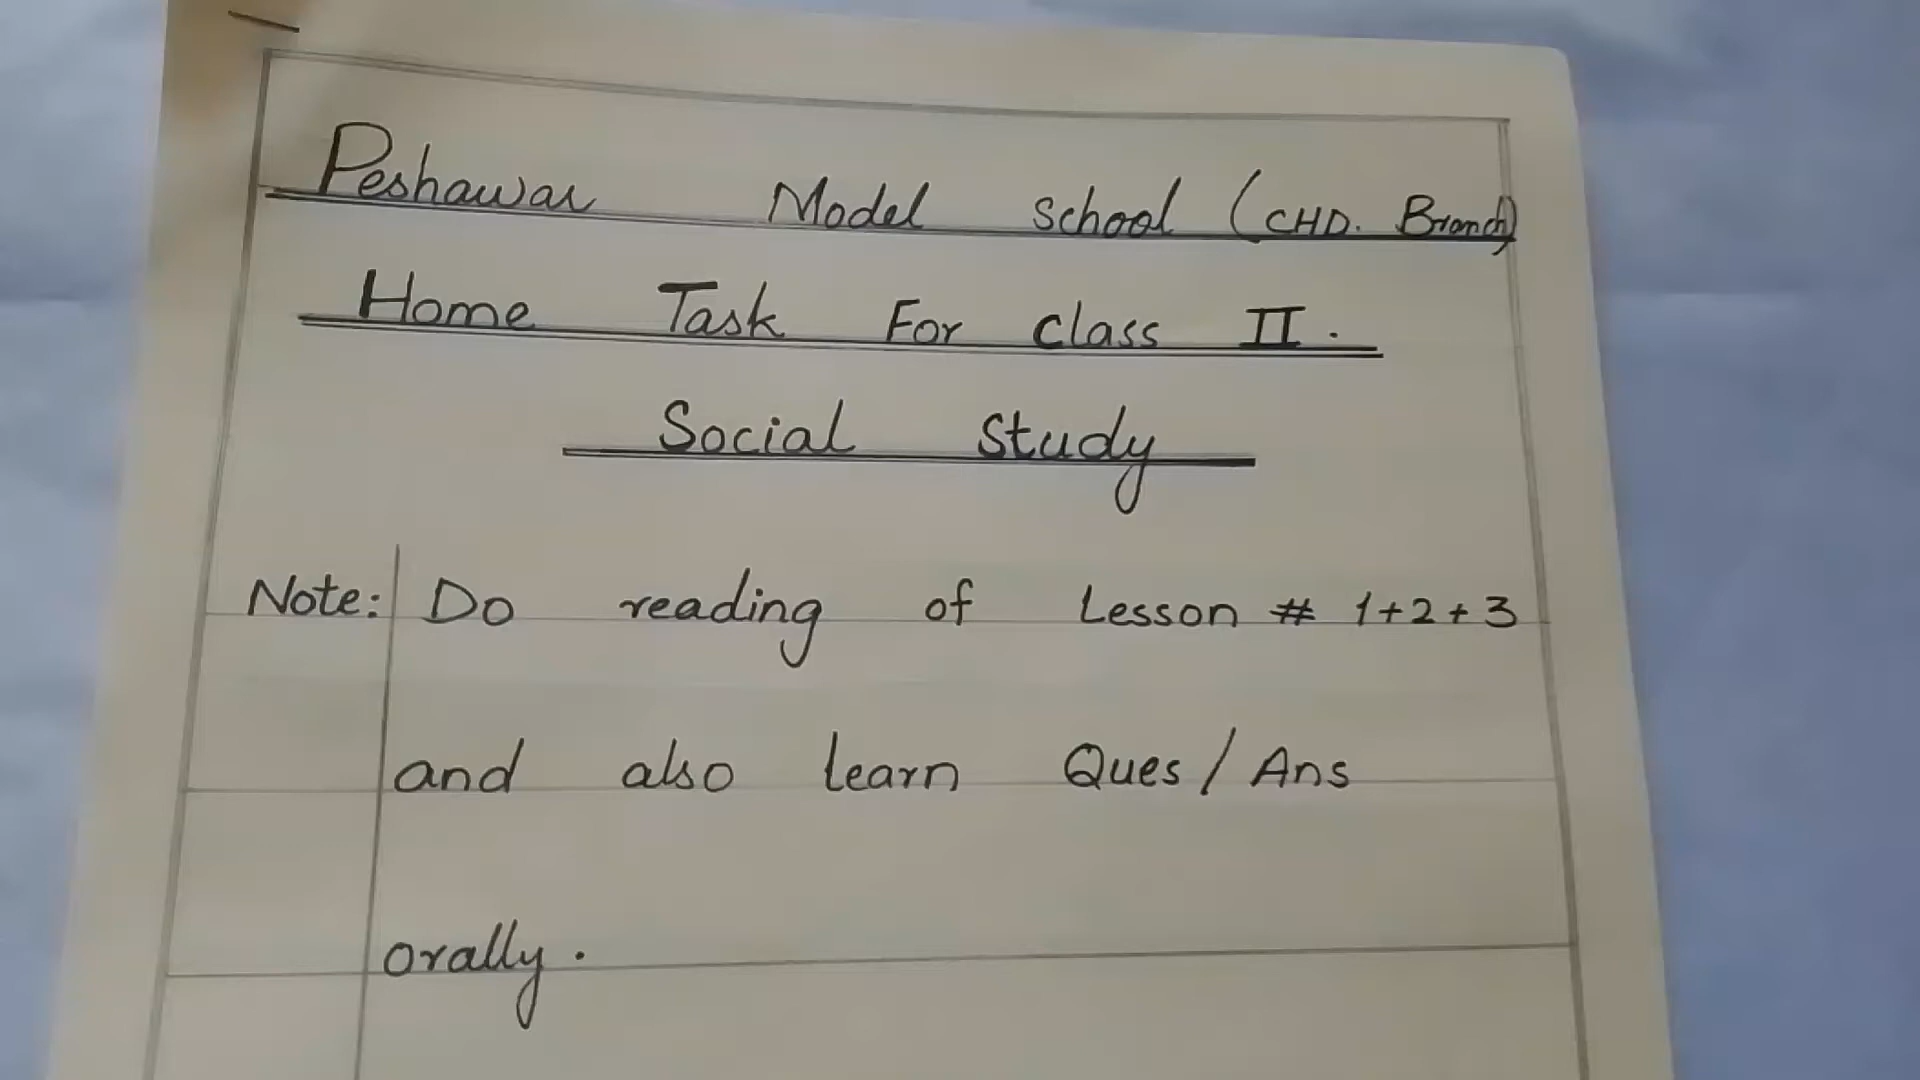 Peshawar Model School (CHD. Branch)
Home Task For Class II.
Social Study
Note: Do reading of Lesson # 1+2+3
and also learn Ques/Ans
orally.